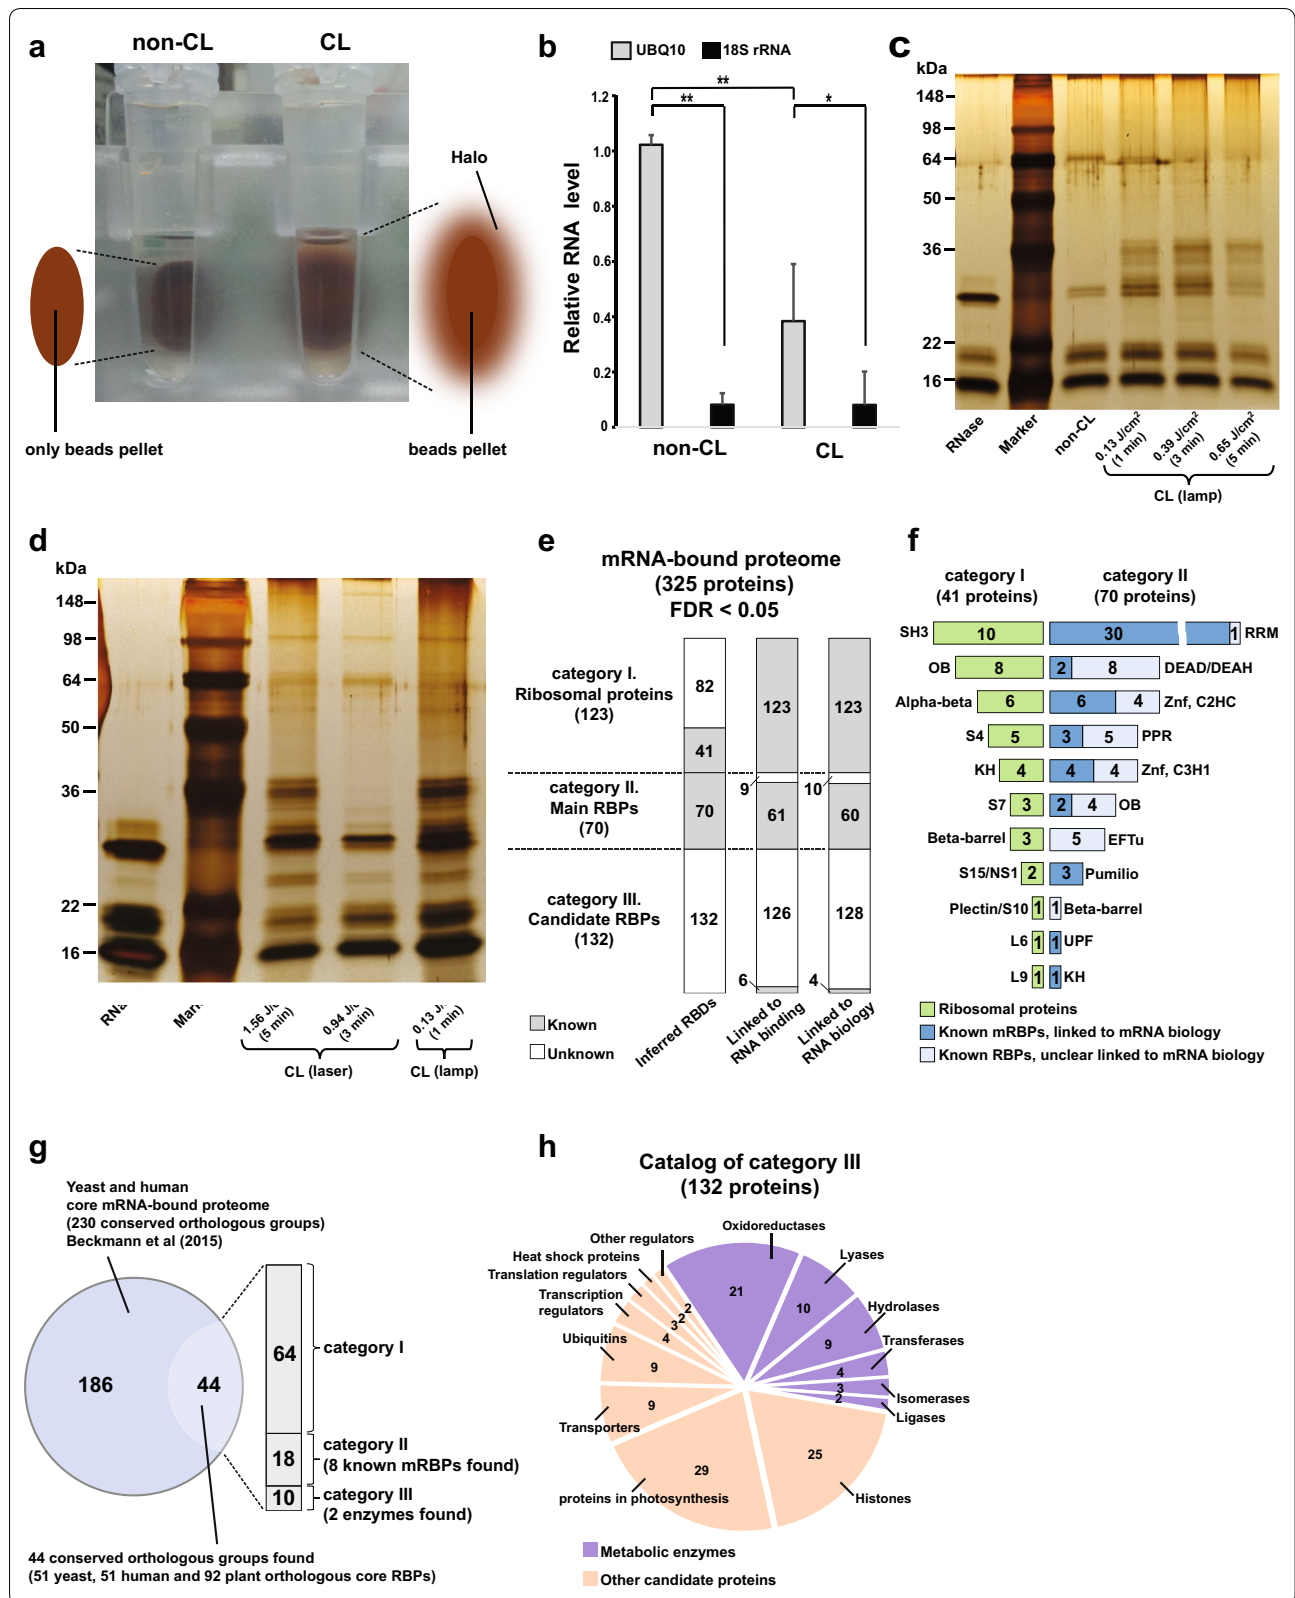 a
non-CL
CL
Halo
only beads pellet
beads pellet
b
UBQ10
18S rRNA
Relative RNA level
1.2
1.0
0.8
0.6
0.4
0.2
0
**
**
*
non-CL
CL
c
kDa
148
98
64
50
36
22
16
RNase
Marker
non-CL
0.13 J/cm²
(1 min)
0.39 J/cm²
(3 min)
0.65 J/cm²
(5 min)
CL (lamp)
d
kDa
148
98
64
50
36
22
16
1.56 J/
(5 min)
0.94 J/
(3 min)
0.13 J/
(1 min)
CL (laser)
CL (lamp)
e
mRNA-bound proteome
(325 proteins)
FDR < 0.05
category I.
Ribosomal proteins
(123)
category II.
Main RBPs
(70)
category III.
Candidate RBPs
(132)
82
41
70
132
123
9
61
126
6
123
10
60
128
4
Known
Unknown
Inferred RBDs
Linked to
RNA binding
Linked to
RNA biology
f
category I
(41 proteins)
category II
(70 proteins)
SH3 10 30 1 RRM
OB 8 2 8 DEAD/DEAH
Alpha-beta 6 6 4 Znf, C2HC
S4 5 3 5 PPR
KH 4 4 4 Znf, C3H1
S7 3 2 4 OB
Beta-barrel 3 5 EFTu
S15/NS1 2 3 Pumilio
Plectin/S10 1 1 Beta-barrel
L6 1 1 UPF
L9 1 1 KH
Ribosomal proteins
Known mRBPs, linked to mRNA biology
Known RBPs, unclear linked to mRNA biology
g
Yeast and human
core mRNA-bound proteome
(230 conserved orthologous groups)
Beckmann et al (2015)
186
44
64
18
10
category I
category II
(8 known mRBPs found)
category III
(2 enzymes found)
44 conserved orthologous groups found
(51 yeast, 51 human and 92 plant orthologous core RBPs)
h
Catalog of category III
(132 proteins)
Oxidoreductases
21
Lyases
10
Hydrolases
9
Transferases
4
Isomerases
3
Ligases
2
Histones
25
proteins in photosynthesis
29
Transporters
9
Ubiquitins
9
Transcription
regulators
4
Translation regulators
3
Heat shock proteins
2
Other regulators
2
Metabolic enzymes
Other candidate proteins